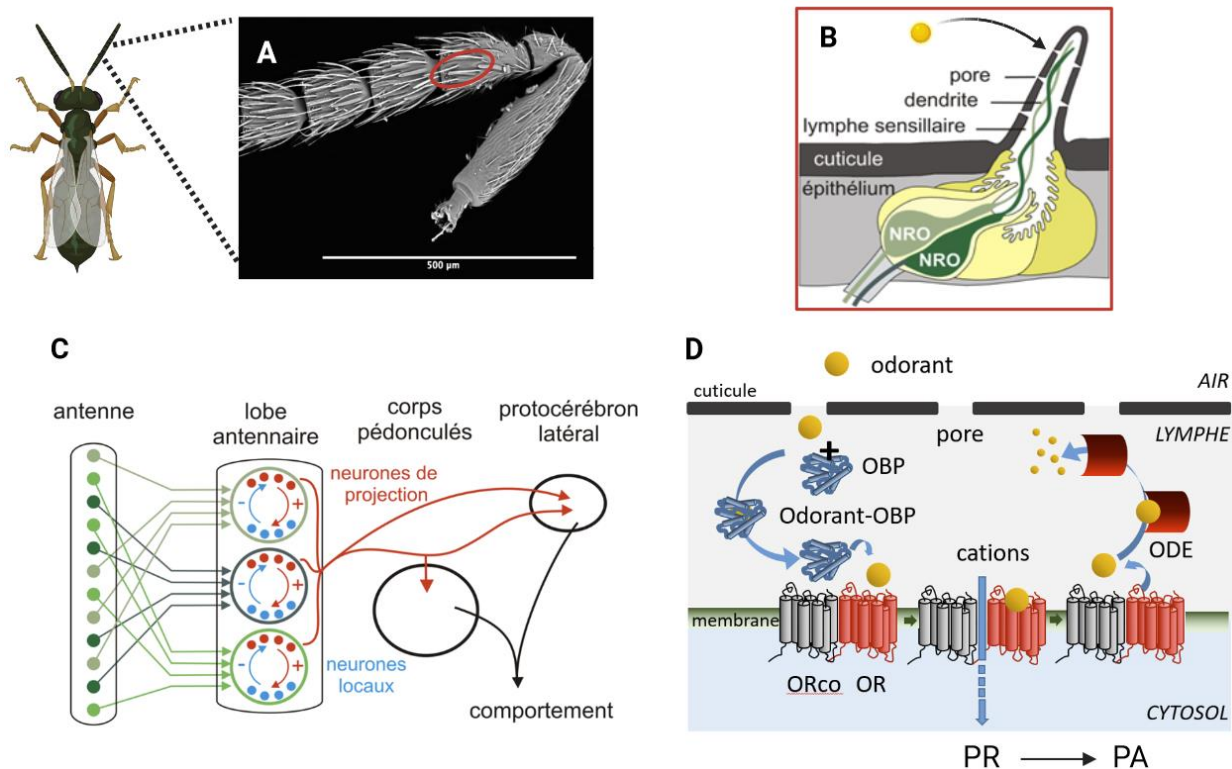 A
500 µm
B
pore
dendrite
lymphe sensillaire
cuticule
épithélium
NRO
NRO
C
antenne
lobe
antennaire
corps
pédonculés
protocérébron
latéral
neurones de
projection
-
+
-
+
-
+
neurones
locaux
comportement
D
odorant
cuticule
AIR
pore
LYMPHE
+
OBP
Odorant-OBP
ODE
cations
membrane
ORco
OR
CYTOSOL
PR
PA